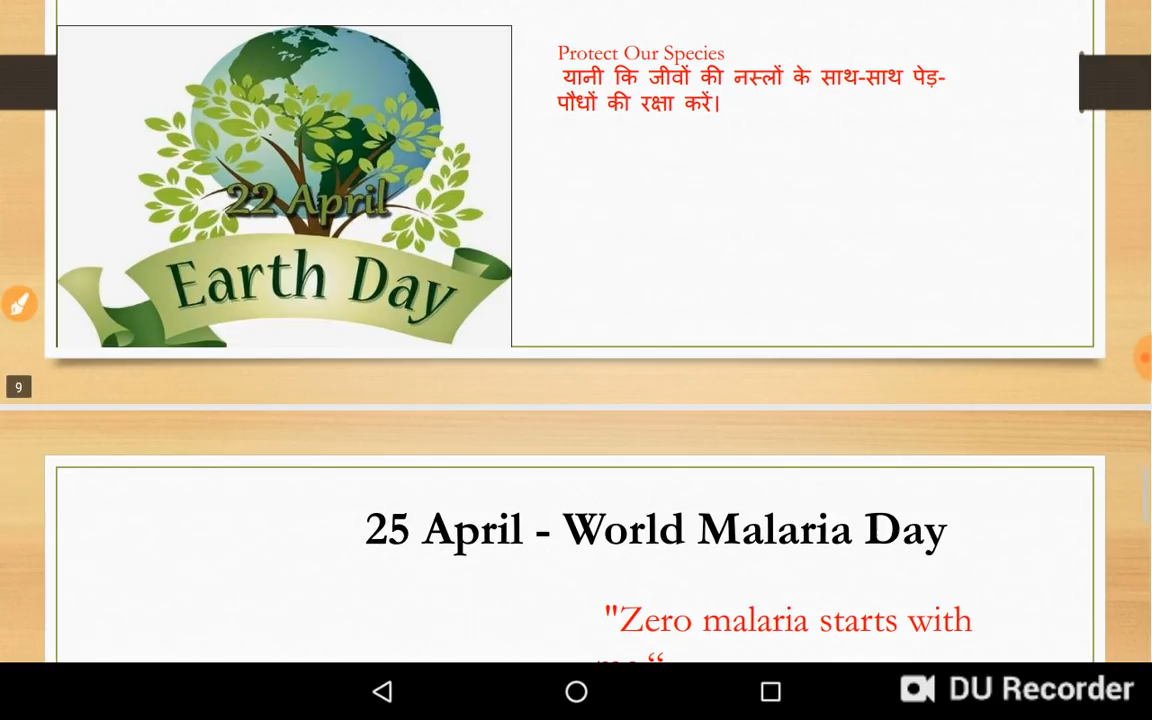 Protect Our Species
यानी कि जीवों की नस्लों के साथ-साथ पेड़-
पौधों की रक्षा करें।
22 April
Earth Day
9
25 April - World Malaria Day
"Zero malaria starts with
DU Recorder